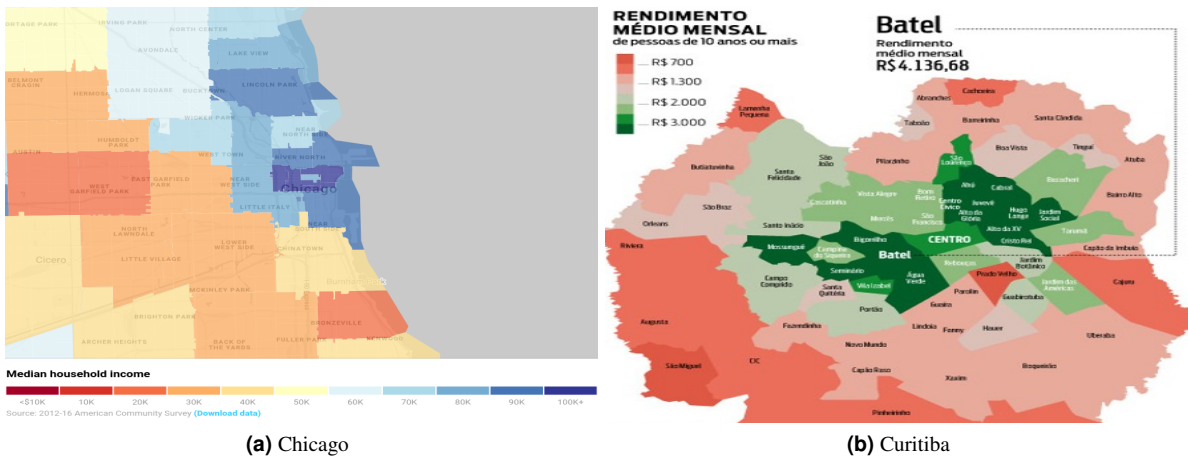 PORTAGE PARK
IRVING PARK
NORTH CENTER
AVONDALE
LAKE VIEW
BELMONT
CRAGIN
HERMOSA
LOGAN SQUARE
BUCKTOWN
LINCOLN PARK
WICKER PARK
NEAR
NORTH SIDE
HUMBOLDT
PARK
AUSTIN
WEST TOWN
RIVER NORTH
WEST
GARFIELD PARK
EAST GARFIELD
PARK
NEAR
WEST SIDE
Chicago
LITTLE ITALY
NEAR
SOUTH SIDE
NORTH
LAWNDALE
LOWER
WEST SIDE
CHINATOWN
Cicero
LITTLE VILLAGE
MCKINLEY PARK
BRIGHTON PARK
BRONZEVILLE
ARCHER HEIGHTS
BACK OF
THE YARDS
FULLER PARK
KENWOOD
Median household income
<$10K 10K 20K 30K 40K 50K 60K 70K 80K 90K 100K+
Source: 2012-16 American Community Survey (Download data)
(a) Chicago
RENDIMENTO
MÉDIO MENSAL
de pessoas de 10 anos ou mais
R$ 700
R$ 1.300
R$ 2.000
R$ 3.000
Batel
Rendimento
médio mensal
R$ 4.136,68
Cachoeira
Abranches
Lamenha
Pequena
Taboão
Barreirinha
Santa Cândida
Boa Vista
Tingui
Atuba
Butiatuvinha
São
João
Pilarzinho
São
Lourenço
Santa
Felicidade
Bacacheri
Ahú
Cabral
Bairro Alto
Vista Alegre
Bom
Retiro
Centro
Cívico
Juvevê
Hugo
Lange
Jardim
Social
Cascatinha
São Braz
Orleans
Mercês
São
Francisco
Alto da
Glória
Alto da XV
Tarumã
Santo Inácio
Riviera
Mossunguê
Bigorrilho
CENTRO
Cristo Rei
Capão da Imbuia
Campina
do Siqueira
Batel
Rebouças
Jardim
Botânico
Seminário
Água
Verde
Prado Velho
Jardim das
Américas
Cajuru
Campo
Comprido
Vila Izabel
Santa
Quitéria
Parolin
Guabirotuba
Portão
Guaíra
Augusta
Fazendinha
Lindóia
Fanny
Hauer
Uberaba
Novo Mundo
São Miguel
CIC
Capão Raso
Xaxim
Boqueirão
Pinheirinho
(b) Curitiba